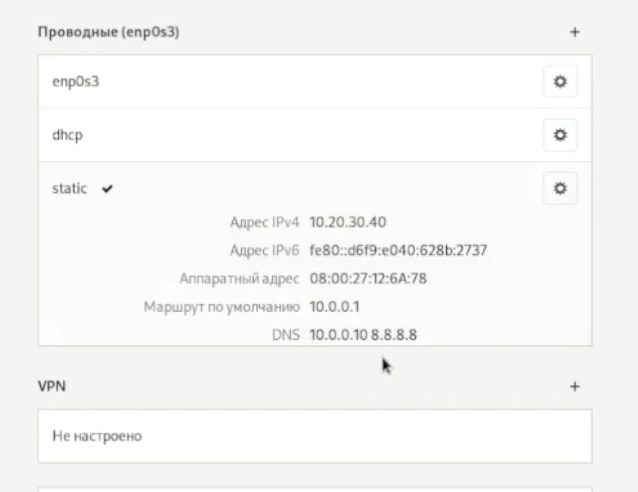 Проводные (enp0s3) +
enp0s3
dhcp
static ✔
Адрес IPv4 10.20.30.40
Адрес IPv6 fe80::d6f9:e040:628b:2737
Аппаратный адрес 08:00:27:12:6A:78
Маршрут по умолчанию 10.0.0.1
DNS 10.0.0.10 8.8.8.8
VPN +
Не настроено